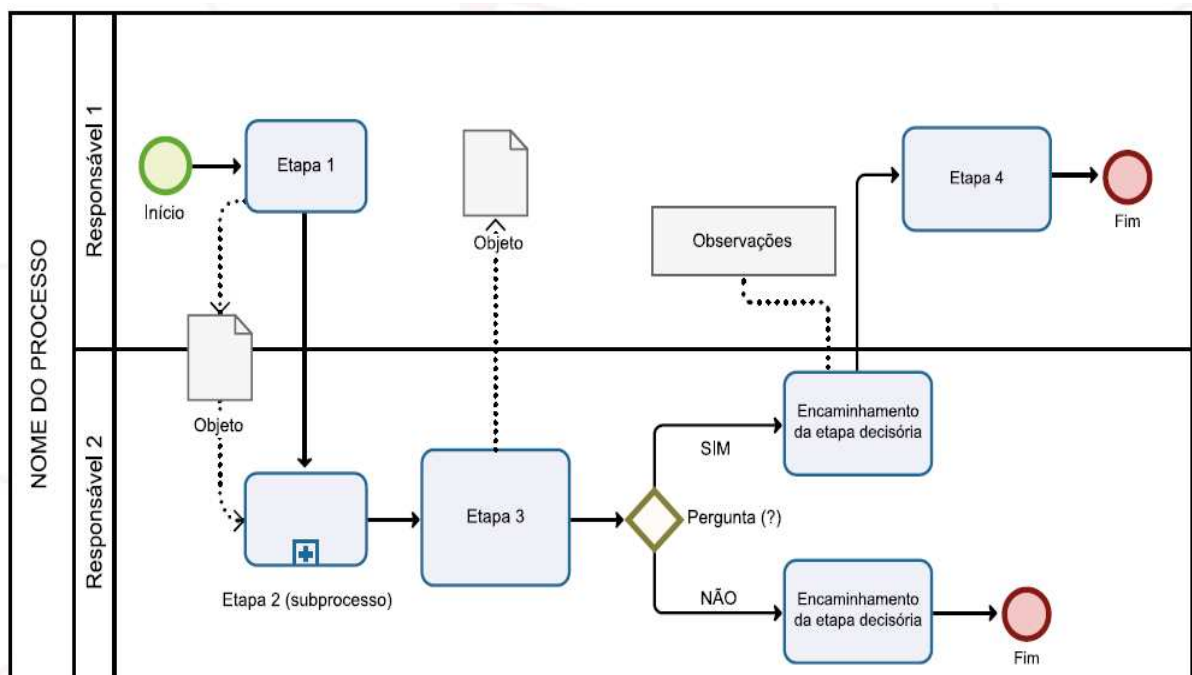 NOME DO PROCESSO
Responsável 1
Início
Etapa 1
Objeto
Observações
Etapa 4
Fim
Responsável 2
Objeto
Etapa 2 (subprocesso)
Etapa 3
Pergunta (?)
SIM
Encaminhamento
da etapa decisória
NÃO
Encaminhamento
da etapa decisória
Fim